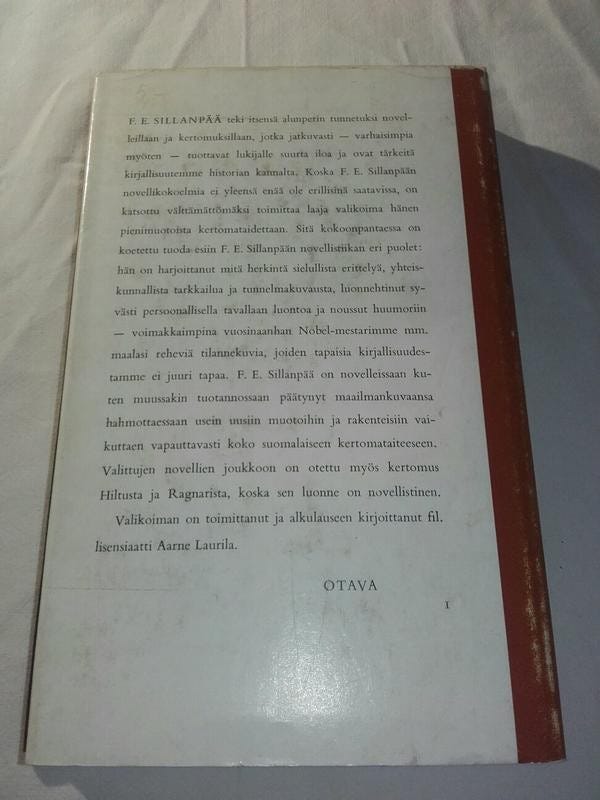 5,-
F. E. SILLANPÄÄ teki itsensä alunpetin tunnetuksi novel-
leillaan ja kertomuksillaan, jotka jatkuvasti — varhaisimpia
myöten — tuottavat lukijalle suurta iloa ja ovat tärkeitä
kirjallisuutemme historian kannalta. Koska F. E. Sillanpään
novellikokoelmia ei yleensä enää ole erillisinä saatavissa, on
katsottu välttämättömäksi toimittaa laaja valikoima hänen
pienimuotoista kertomataidettaan. Sitä kokoonpantaessa on
koetettu tuoda esiin F. E. Sillanpään novellistiikan eri puolet:
hän on harjoittanut mitä herkintä sielullista erittelyä, yhteis-
kunnallista tarkkailua ja tunnelmakuvausta, luonnehtinut sy-
västi persoonallisella tavallaan luontoa ja noussut huumoriin
— voimakkaimpina vuosinaanhan Nobel-mestarimme mm.
maalasi reheviä tilannekuvia, joiden tapaisia kirjallisuudes-
tamme ei juuri tapaa. F. E. Sillanpää on novelleissaan ku-
ten muussakin tuotannossaan päätynyt maailmankuvaansa
hahmottaessaan usein uusiin muotoihin ja rakenteisiin vai-
kuttaen vapauttavasti koko suomalaiseen kertomataiteeseen.
Valittujen novellien joukkoon on otettu myös kertomus
Hiltusta ja Ragnarista, koska sen luonne on novellistinen.
Valikoiman on toimittanut ja alkulauseen kirjoittanut fil.
lisensiaatti Aarne Laurila.
OTAVA
1